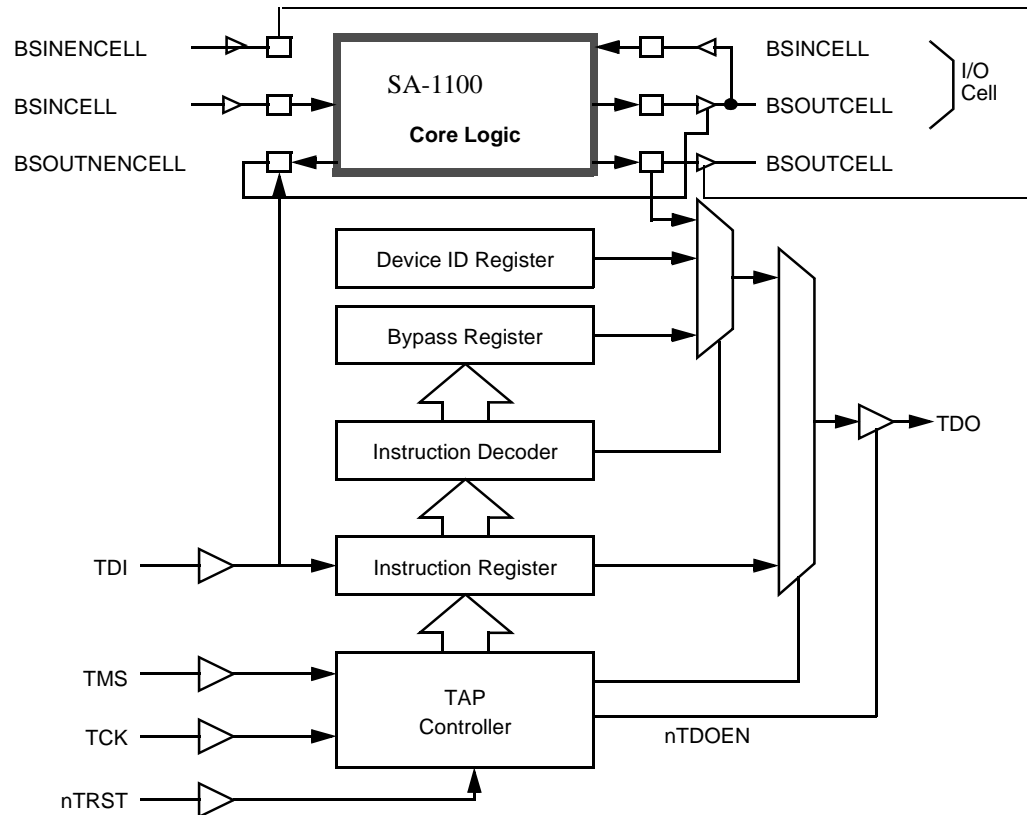 BSINENCELL
BSINCELL
BSOUTNENCELL
SA-1100
Core Logic
BSINCELL
BSOUTCELL
BSOUTCELL
I/O
Cell
Device ID Register
Bypass Register
Instruction Decoder
Instruction Register
TAP
Controller
TDI
TMS
TCK
nTRST
nTDOEN
TDO